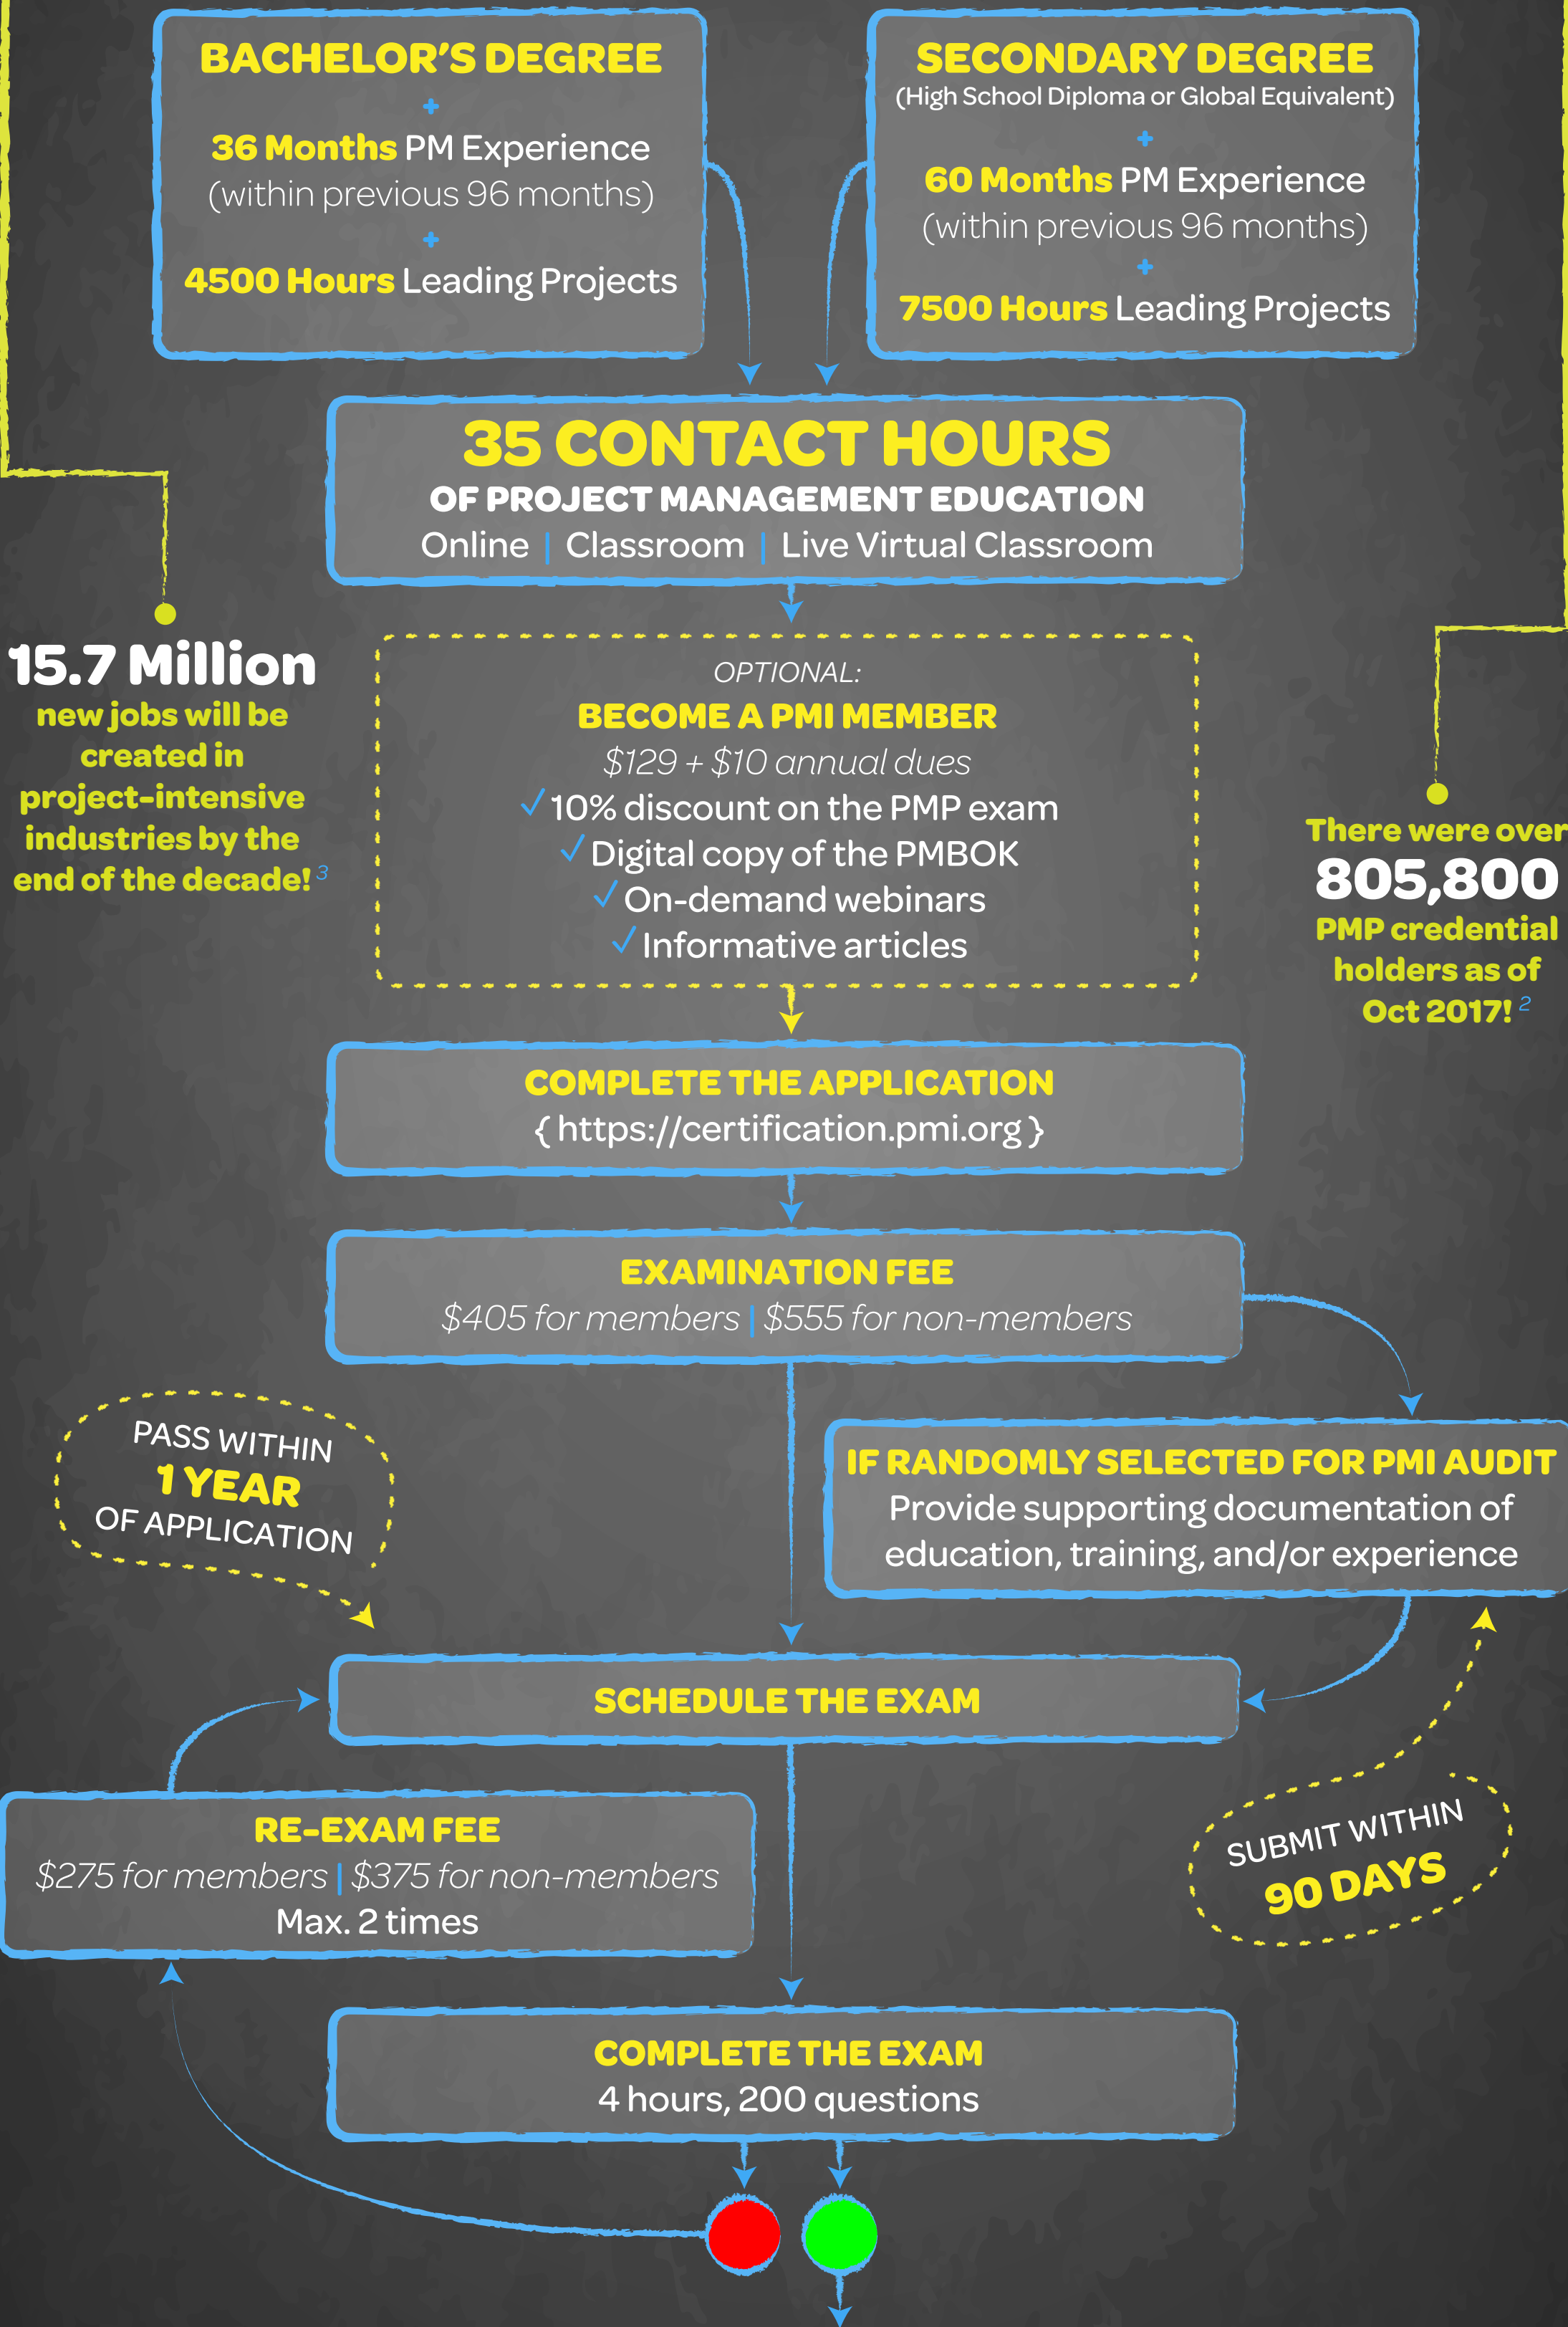 BACHELOR'S DEGREE
+
36 Months PM Experience
(within previous 96 months)
+
4500 Hours Leading Projects
SECONDARY DEGREE
(High School Diploma or Global Equivalent)
+
60 Months PM Experience
(within previous 96 months)
+
7500 Hours Leading Projects
35 CONTACT HOURS
OF PROJECT MANAGEMENT EDUCATION
Online | Classroom | Live Virtual Classroom
15.7 Million
new jobs will be
created in
project-intensive
industries by the
end of the decade! 3
OPTIONAL:
BECOME A PMI MEMBER
$129 + $10 annual dues
✓ 10% discount on the PMP exam
✓ Digital copy of the PMBOK
✓ On-demand webinars
✓ Informative articles
There were over
805,800
PMP credential
holders as of
Oct 2017! 2
COMPLETE THE APPLICATION
{ https://certification.pmi.org }
EXAMINATION FEE
$405 for members | $555 for non-members
PASS WITHIN
1 YEAR
OF APPLICATION
IF RANDOMLY SELECTED FOR PMI AUDIT
Provide supporting documentation of
education, training, and/or experience
SCHEDULE THE EXAM
RE-EXAM FEE
$275 for members | $375 for non-members
Max. 2 times
SUBMIT WITHIN
90 DAYS
COMPLETE THE EXAM
4 hours, 200 questions